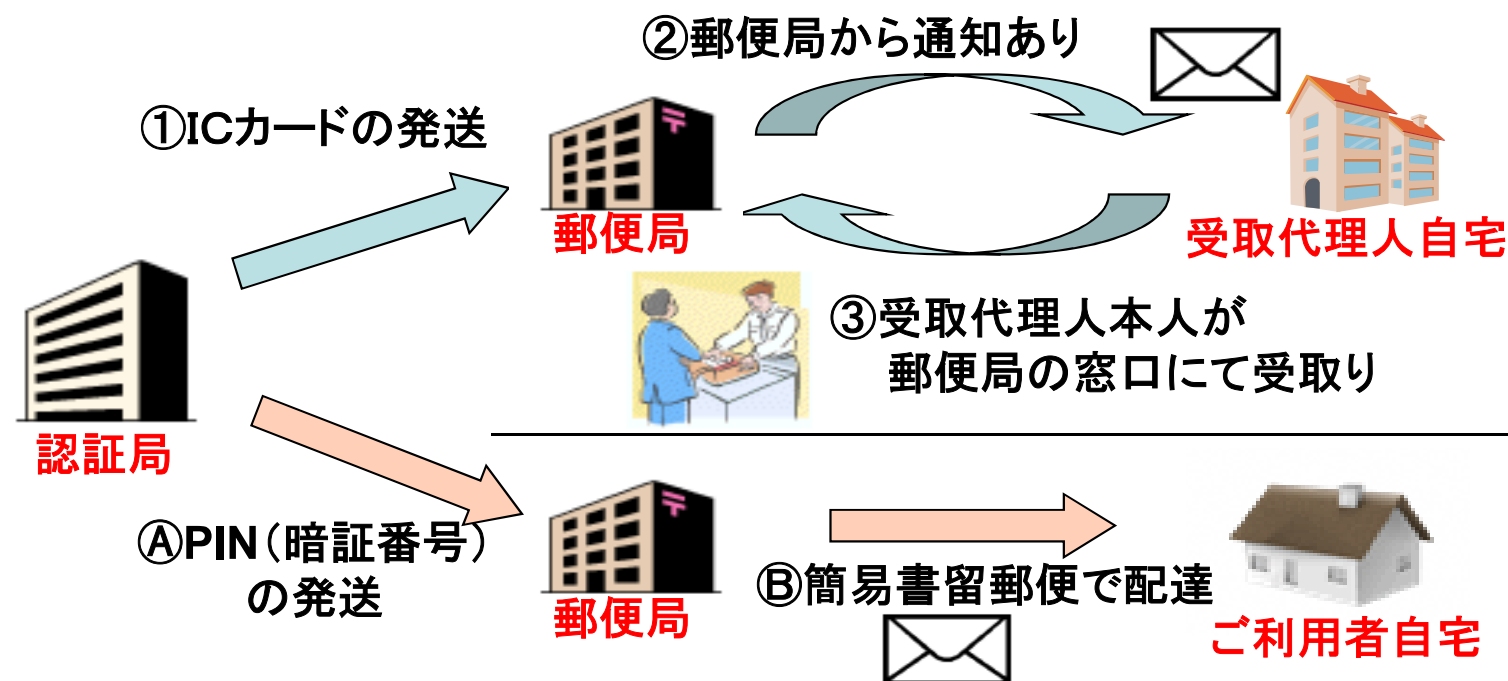 ②郵便局から通知あり
①ICカードの発送
〒
郵便局
受取代理人自宅
③受取代理人本人が
郵便局の窓口にて受取り
認証局
ⒶPIN(暗証番号)
の発送
〒
郵便局
Ⓑ簡易書留郵便で配達
ご利用者自宅